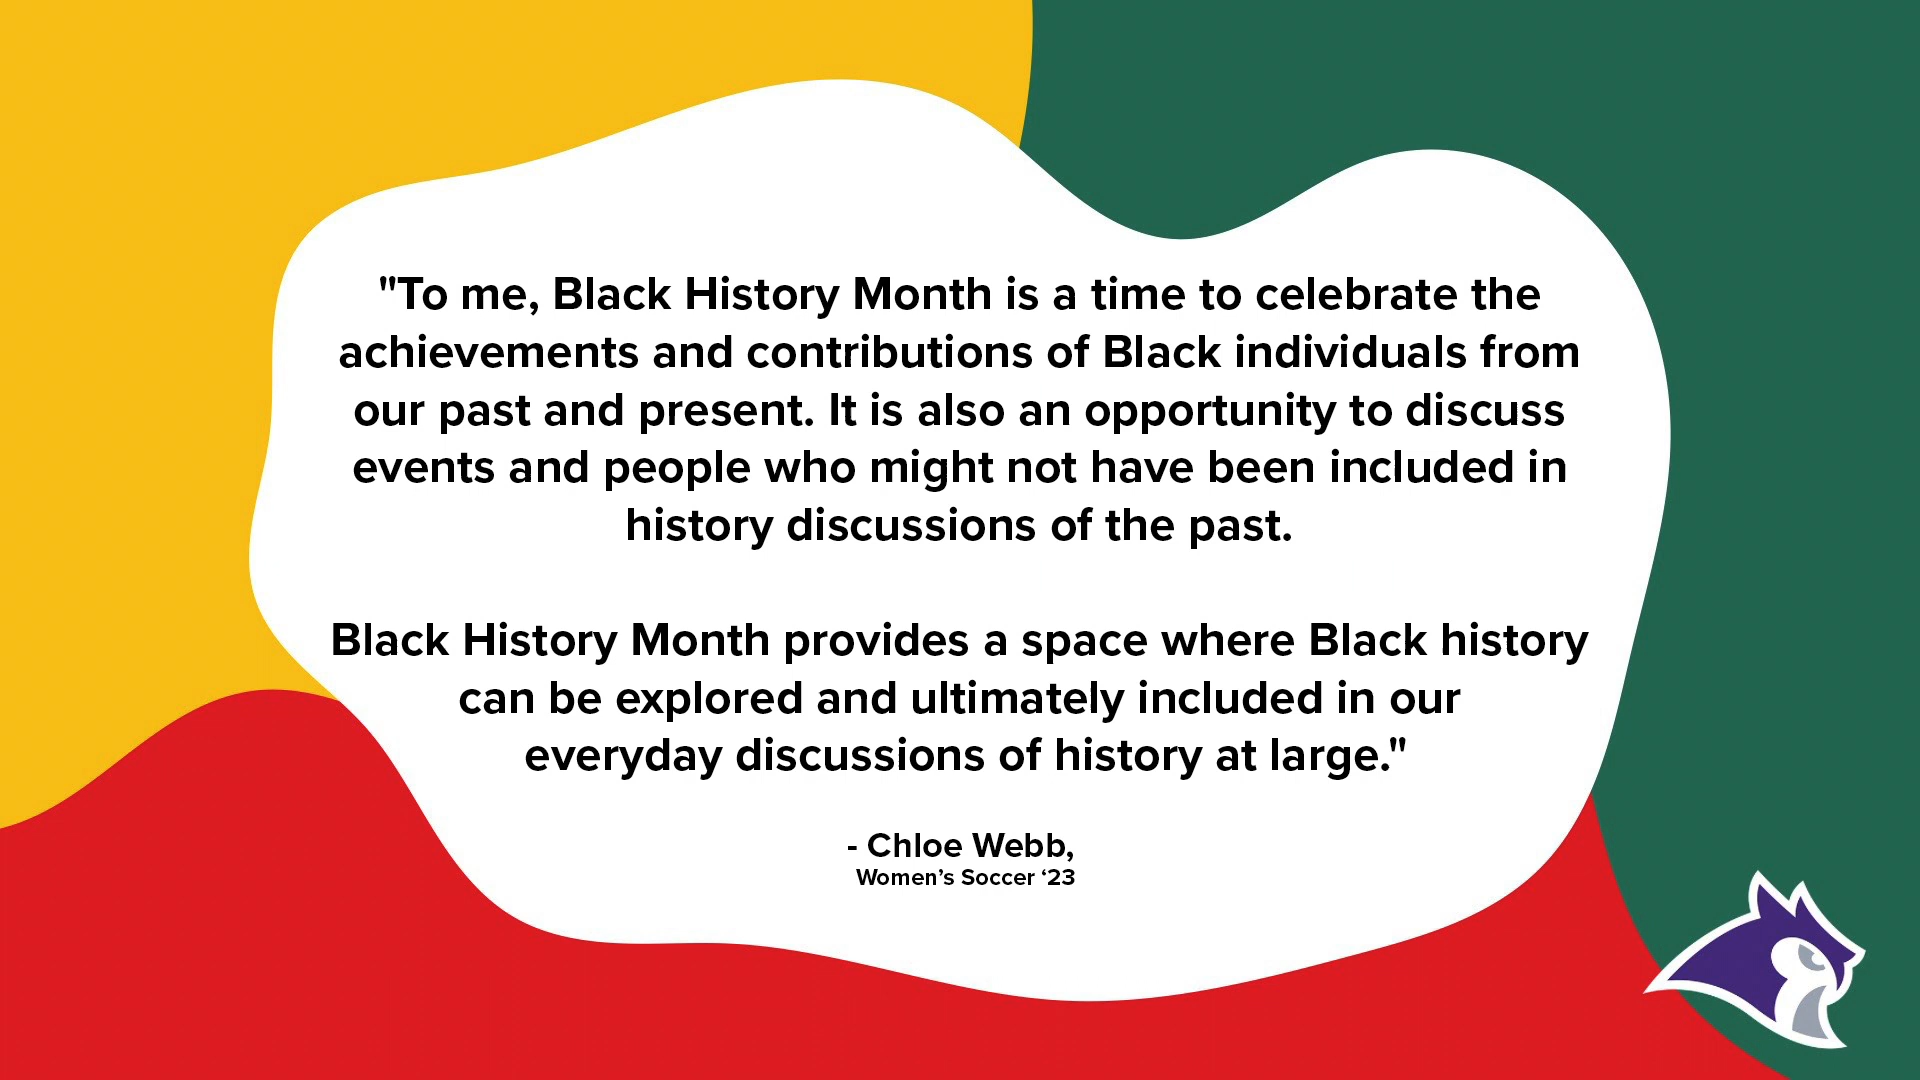 "To me, Black History Month is a time to celebrate the
achievements and contributions of Black individuals from
our past and present. It is also an opportunity to discuss
events and people who might not have been included in
history discussions of the past.
Black History Month provides a space where Black history
can be explored and ultimately included in our
everyday discussions of history at large."
- Chloe Webb,
Women’s Soccer ‘23